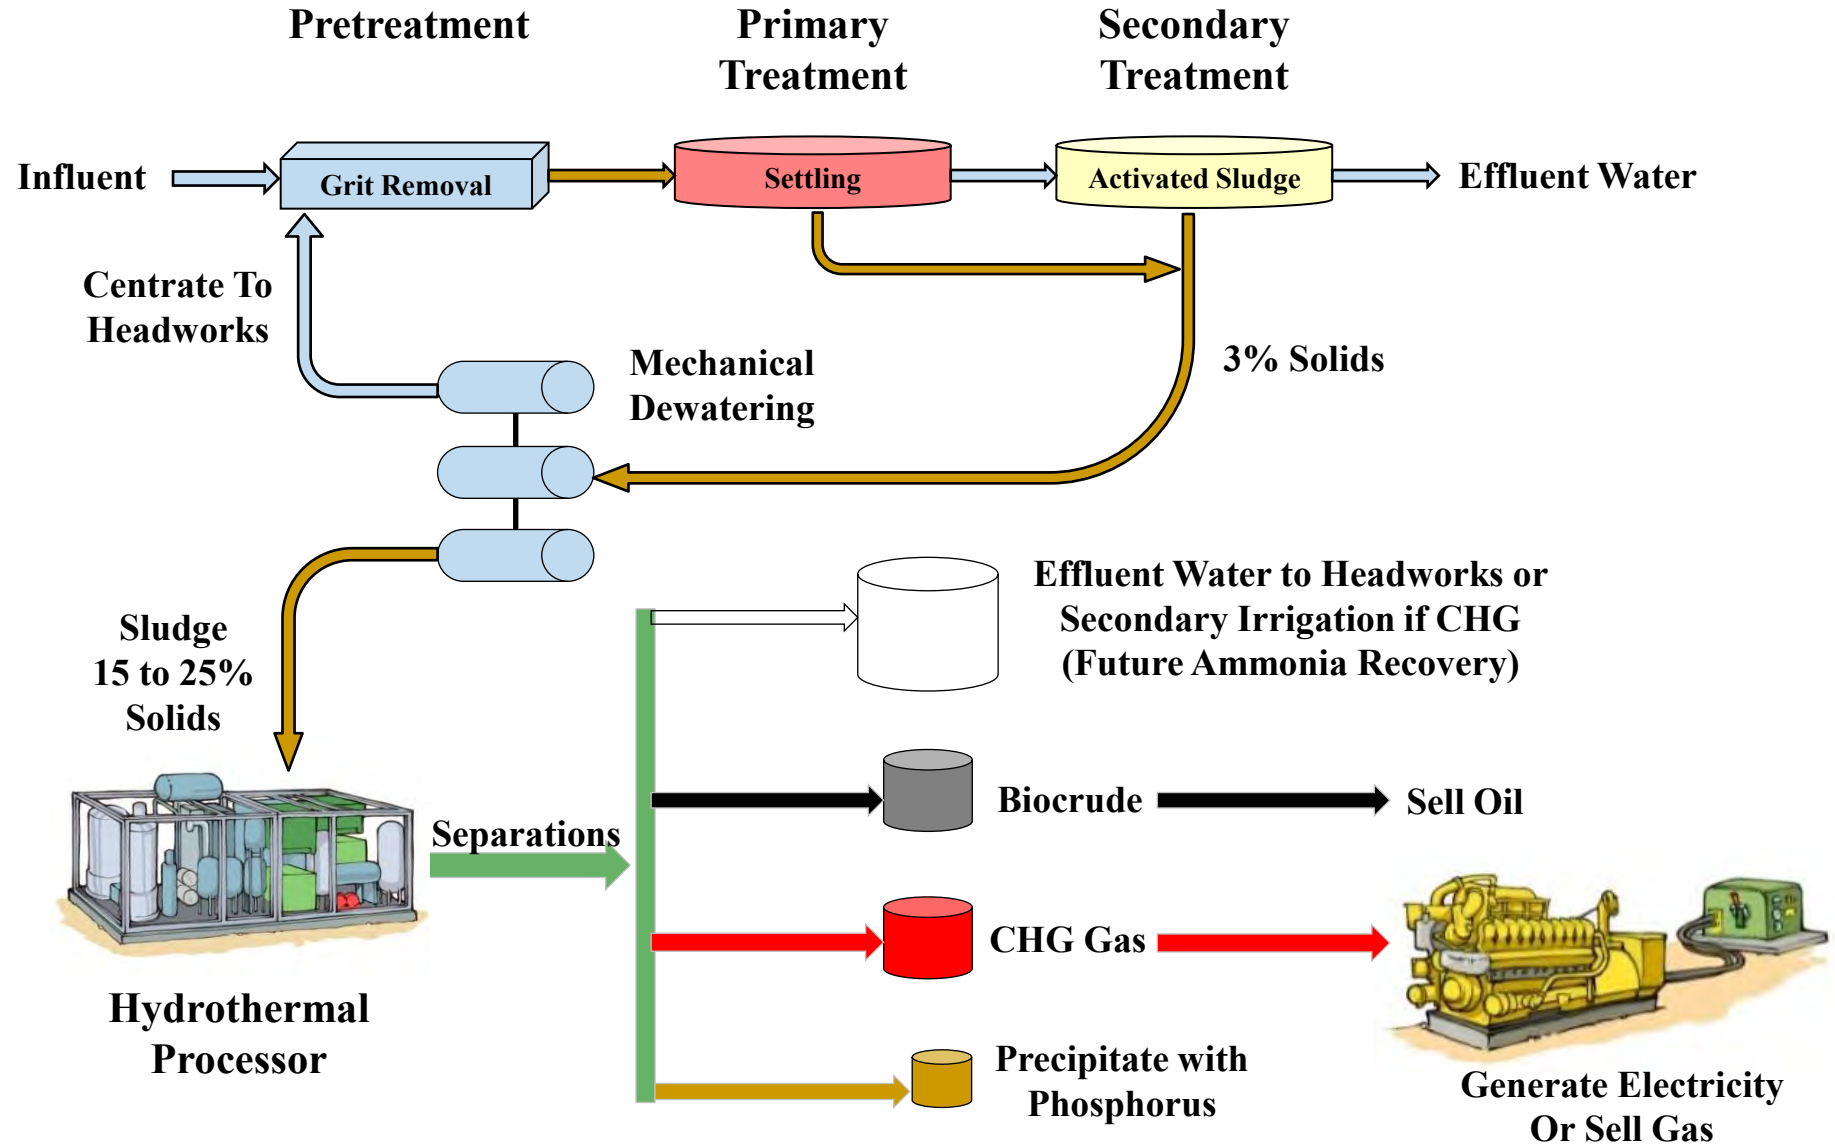 Pretreatment
Primary
Treatment
Secondary
Treatment
Influent
Grit Removal
Settling
Activated Sludge
Effluent Water
Centrate To
Headworks
Mechanical
Dewatering
3% Solids
Sludge
15 to 25%
Solids
Effluent Water to Headworks or
Secondary Irrigation if CHG
(Future Ammonia Recovery)
Separations
Biocrude
Sell Oil
CHG Gas
Hydrothermal
Processor
Precipitate with
Phosphorus
Generate Electricity
Or Sell Gas